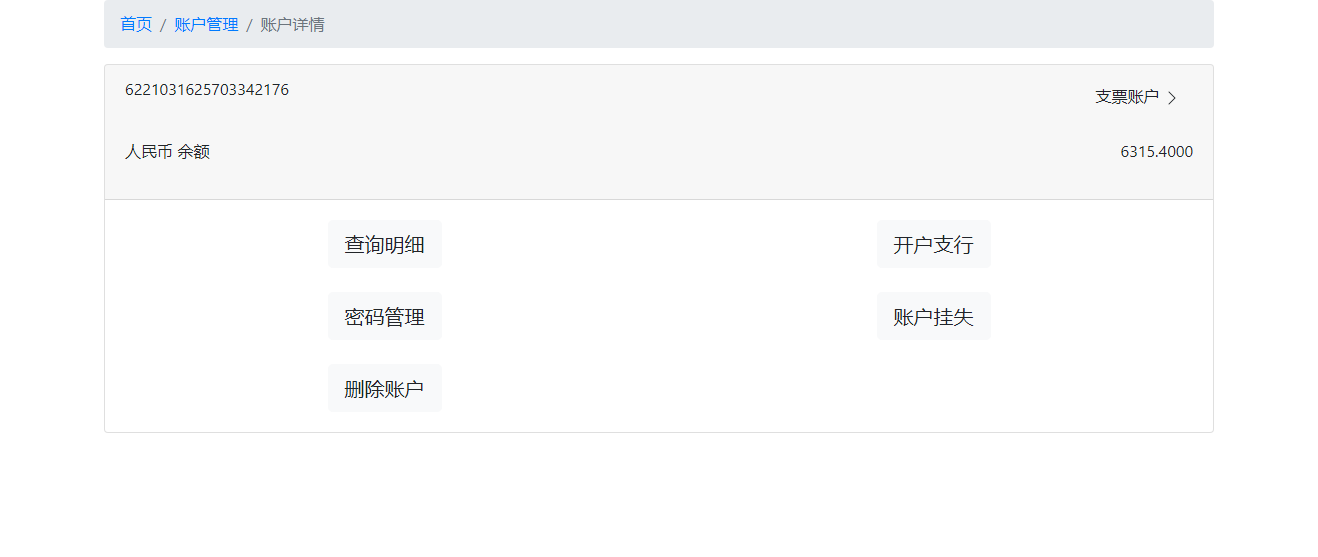 首页 / 账户管理 / 账户详情
6221031625703342176
支票账户 >
人民币 余额 6315.4000
查询明细 开户支行
密码管理 账户挂失
删除账户